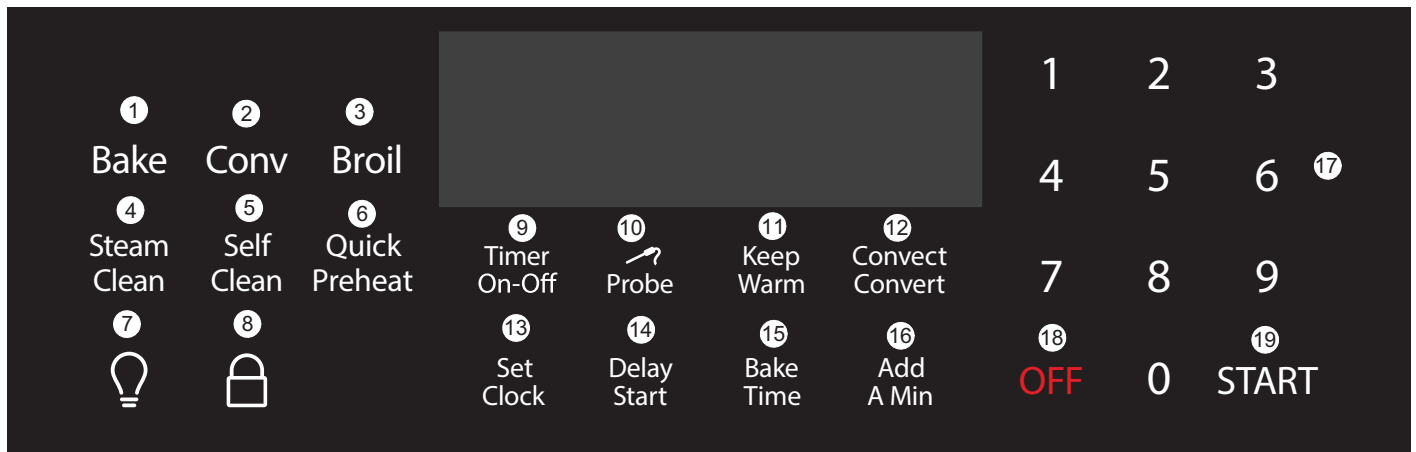 1 2 3
1 2 3
Bake Conv Broil
4 5 6 17
4 5 6
Steam Self Quick
Clean Clean Preheat
9 10 11 12
Timer Keep Convect
On-Off Probe Warm Convert
7 8 9
7 8
13 14 15 16 18 19
Set Delay Bake Add
Clock Start Time A Min
OFF 0 START